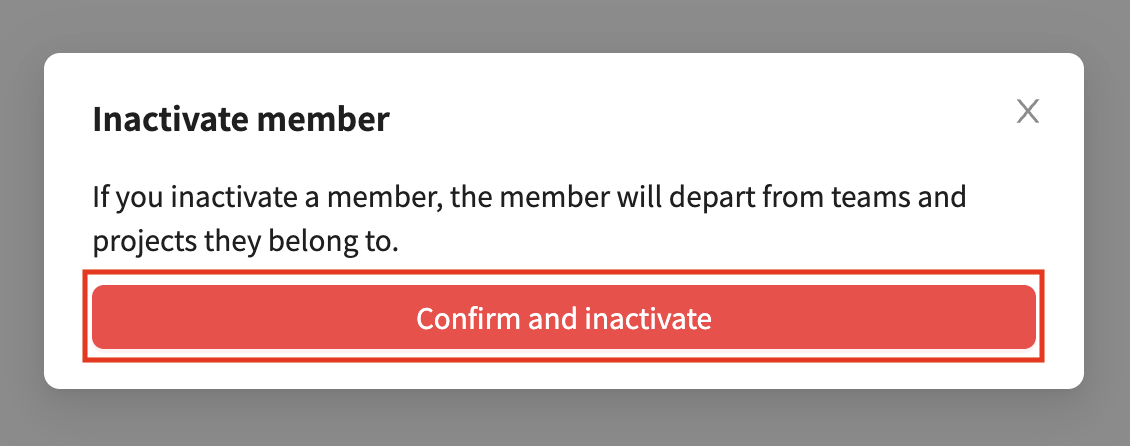 Inactivate member
If you inactivate a member, the member will depart from teams and
projects they belong to.
Confirm and inactivate